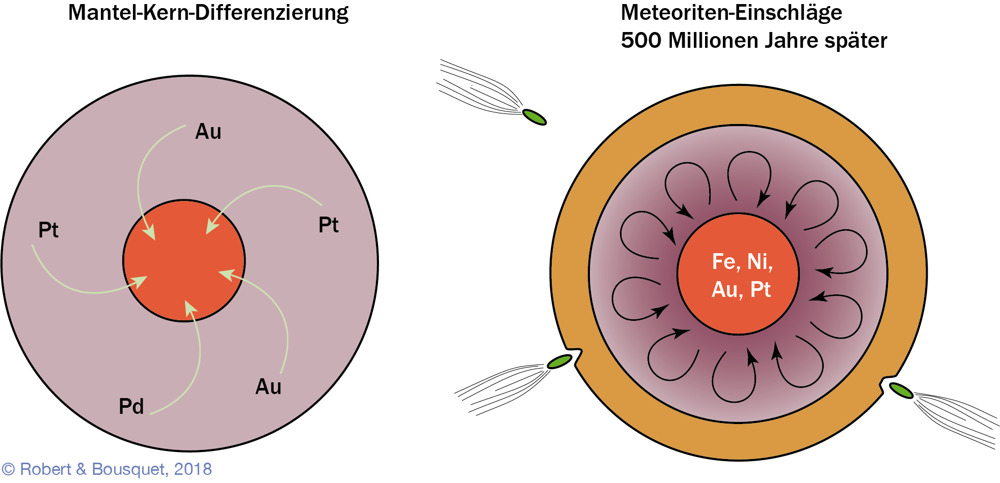 Mantel-Kern-Differenzierung
Au
Pt
Pt
Au
Pd
Meteoriten-Einschläge
500 Millionen Jahre später
Fe, Ni,
Au, Pt
© Robert & Bousquet, 2018